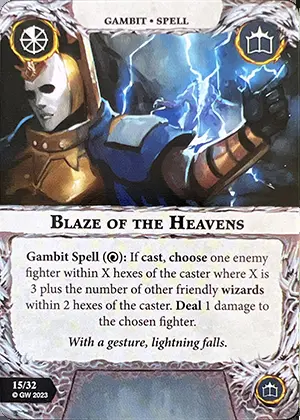 GAMBIT • SPELL
BLAZE OF THE HEAVENS
Gambit Spell (): If cast, choose one enemy
fighter within X hexes of the caster where X is
3 plus the number of other friendly wizards
within 2 hexes of the caster. Deal 1 damage to
the chosen fighter.
With a gesture, lightning falls.
15/32
© GW 2023